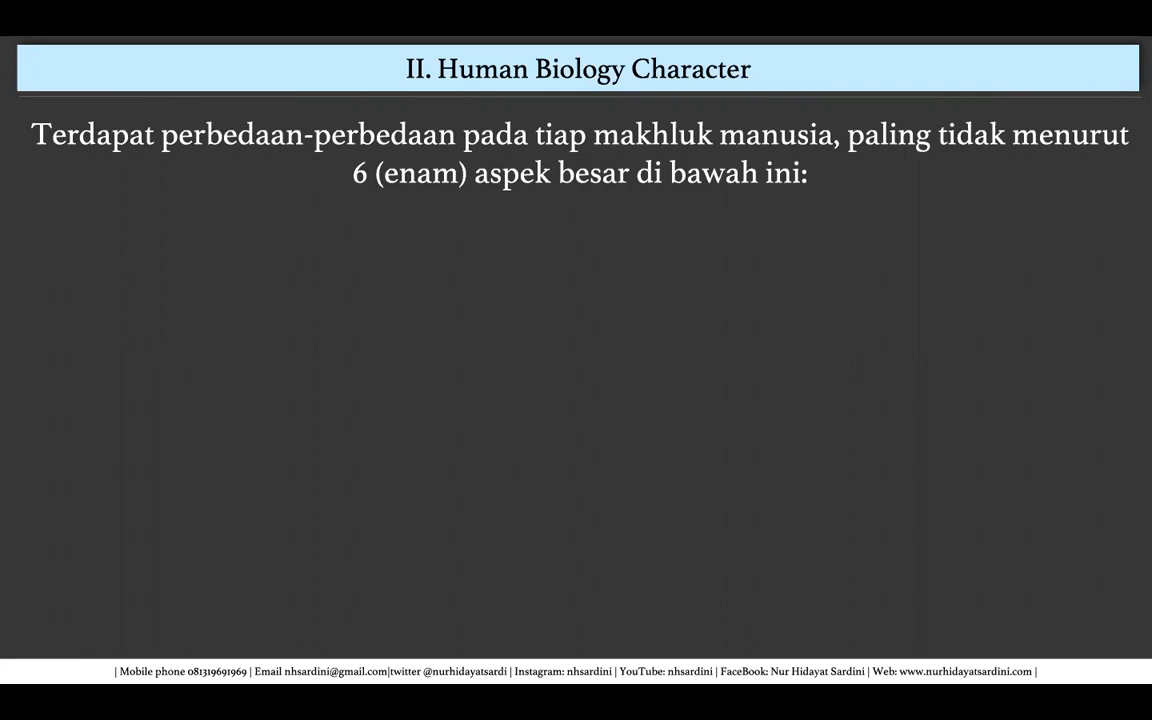 II. Human Biology Character
Terdapat perbedaan-perbedaan pada tiap makhluk manusia, paling tidak menurut
6 (enam) aspek besar di bawah ini:
| Mobile phone 081319691969 | Email nhsardini@gmail.com|twitter @nurhidayatsardi | Instagram: nhsardini | YouTube: nhsardini | FaceBook: Nur Hidayat Sardini | Web: www.nurhidayatsardini.com |